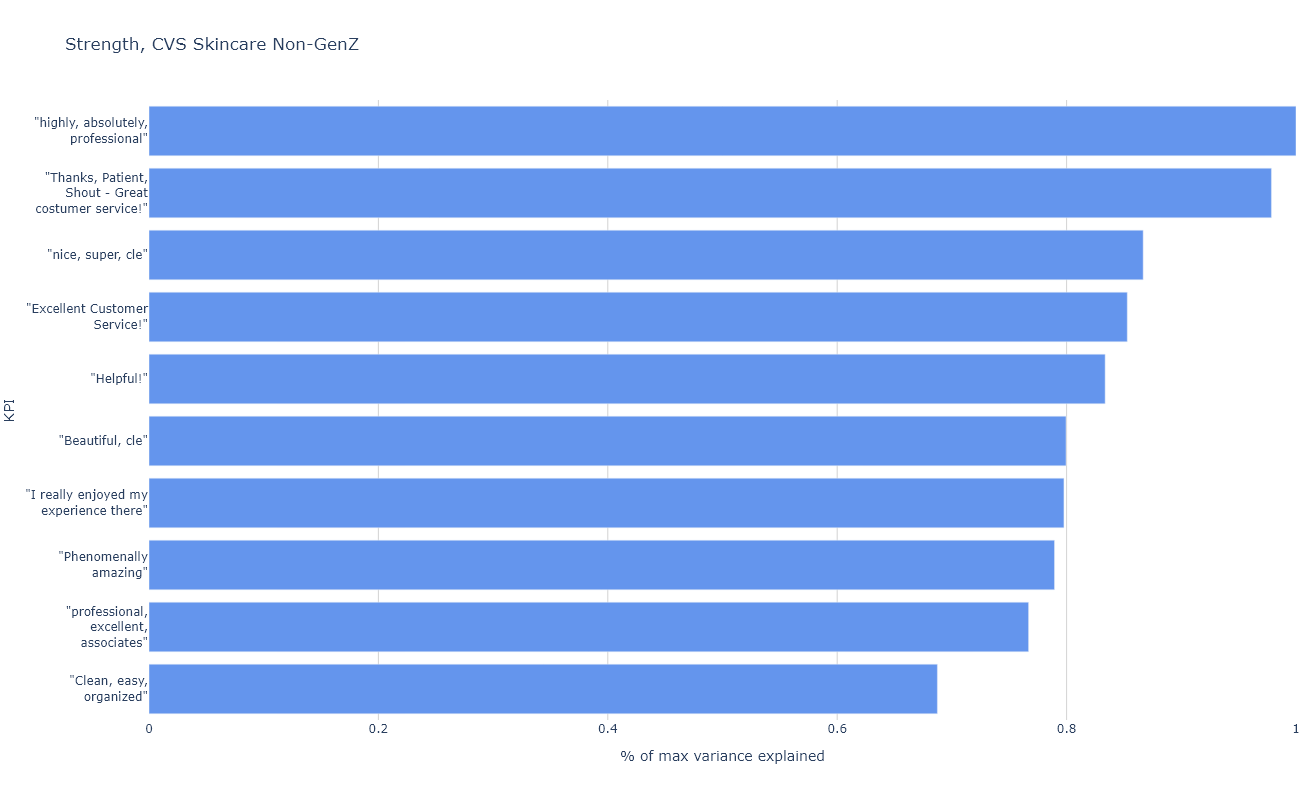 Strength, CVS Skincare Non-GenZ
"highly, absolutely,
professional"
"Thanks, Patient,
Shout - Great
costumer service!"
"nice, super, cle"
"Excellent Customer
Service!"
"Helpful!"
"Beautiful, cle"
"I really enjoyed my
experience there"
"Phenomenally
amazing"
"professional,
excellent,
associates"
"Clean, easy,
organized"
KPI
0 0.2 0.4 0.6 0.8 1
% of max variance explained